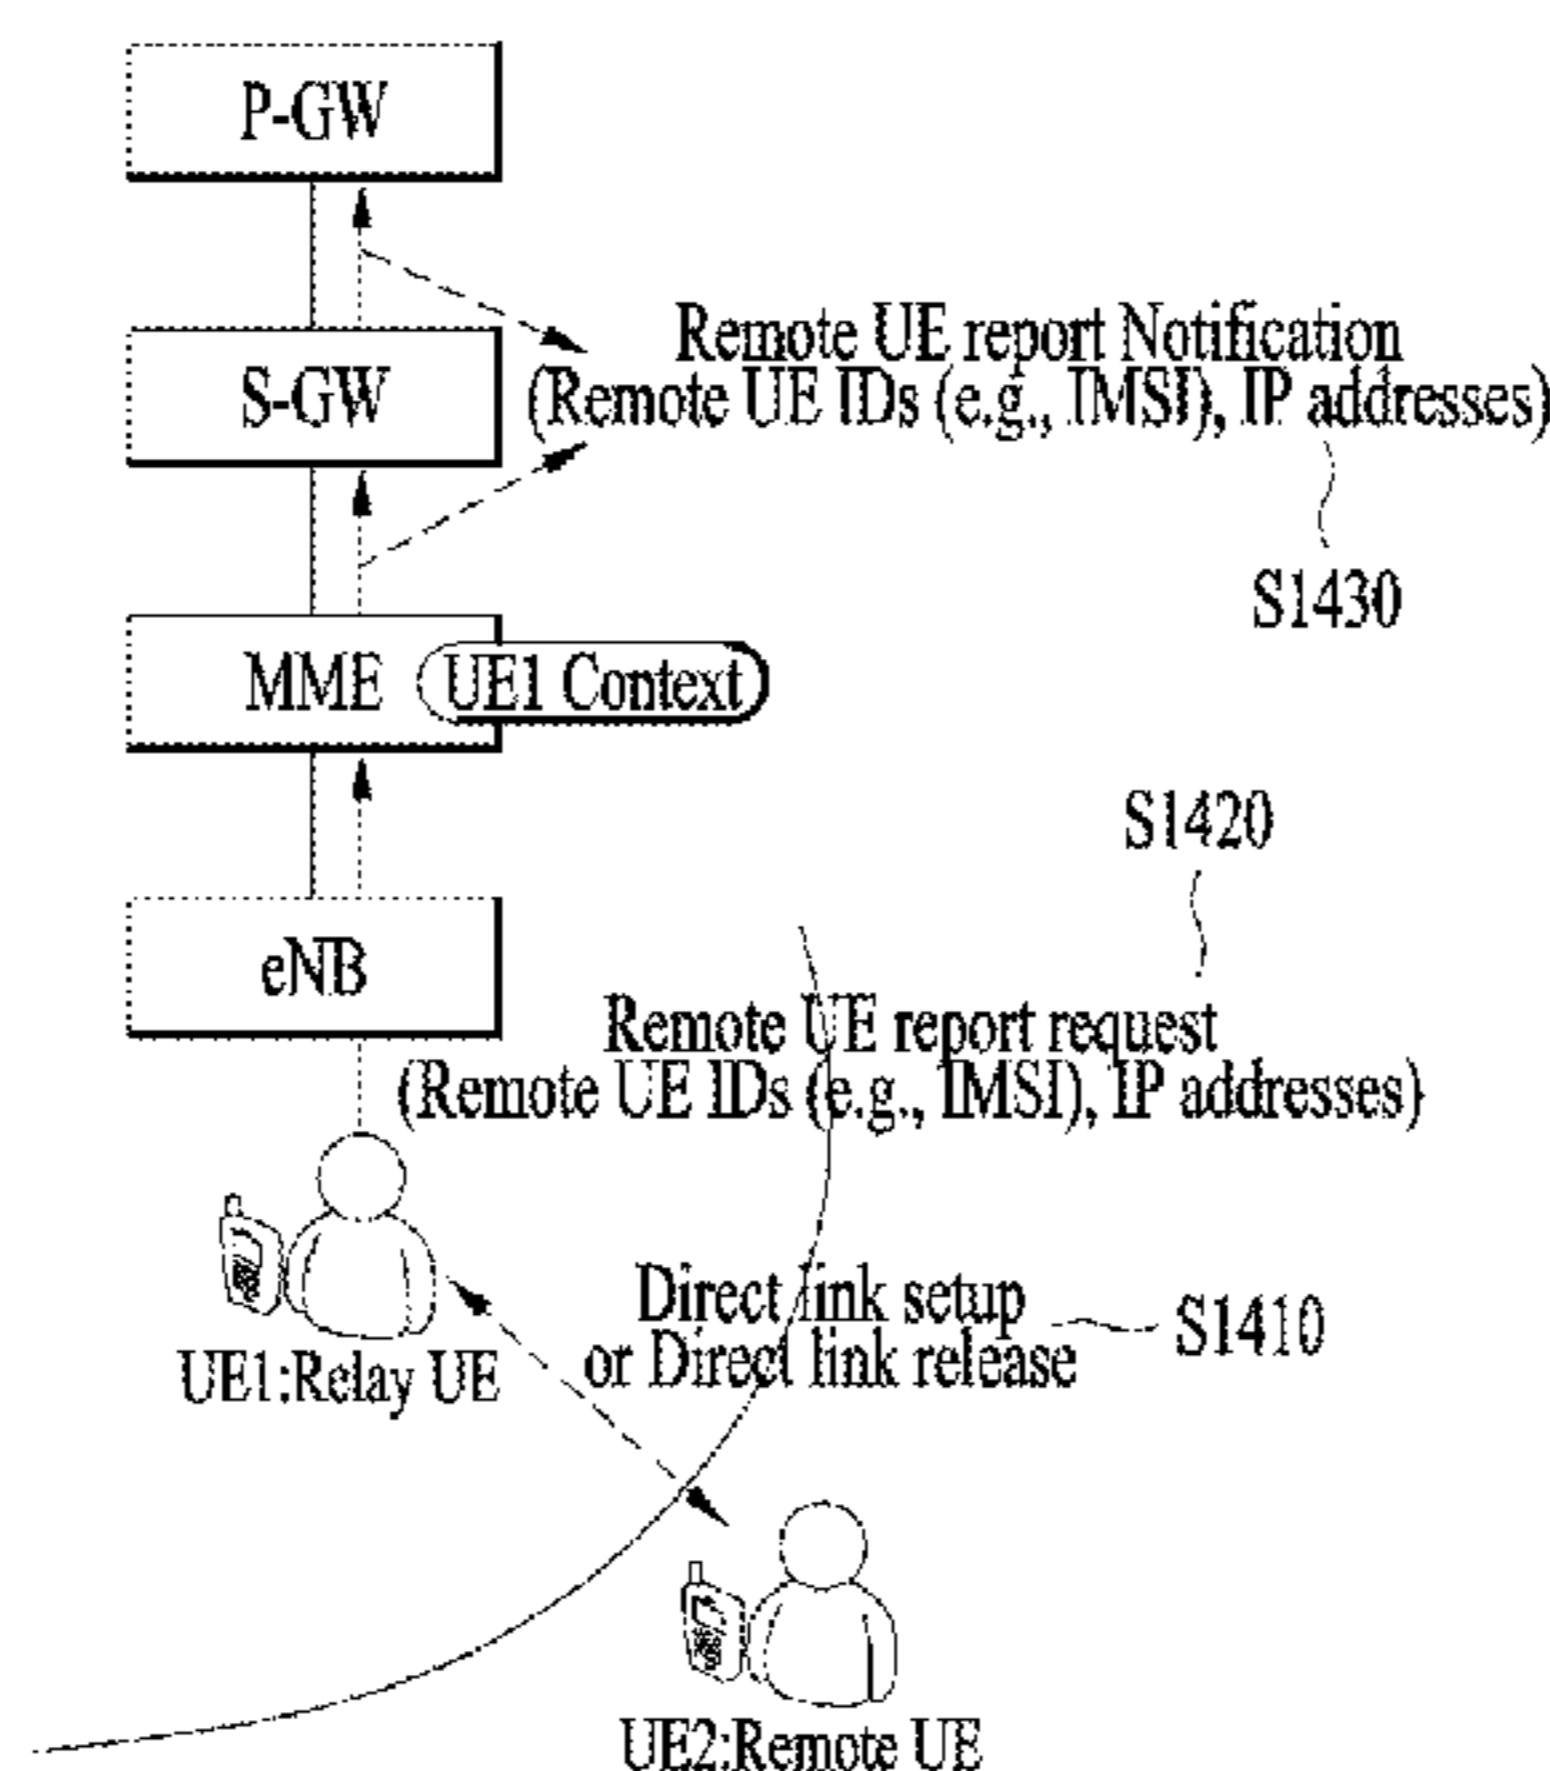 P-GW
Remote UE report Notification
S-GW
(Remote UE IDs (e.g., IMSI), IP addresses)
S1430
MME
UE1 Context
S1420
eNB
Remote UE report request
(Remote UE IDs (e.g., IMSI), IP addresses)
Direct link setup
or Direct link release
S1410
UE1:Relay UE
UE2:Remote UE